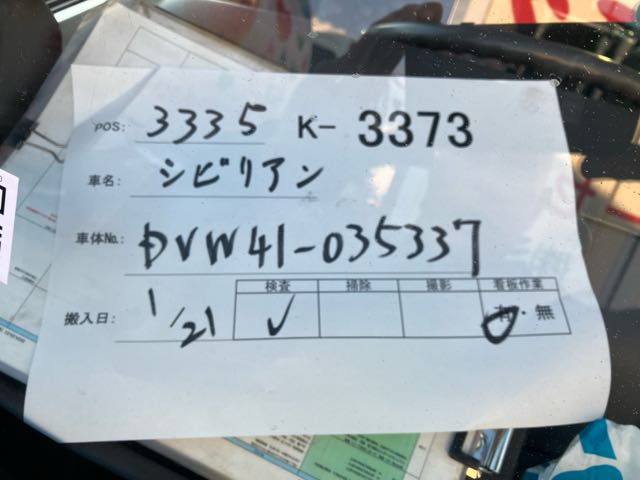 POS: 3335 K- 3373
車名: シビリアン
車体No.: DVW41-035337
検査 掃除 撮影 看板作業
搬入日: 1/21 ✓ 有・無